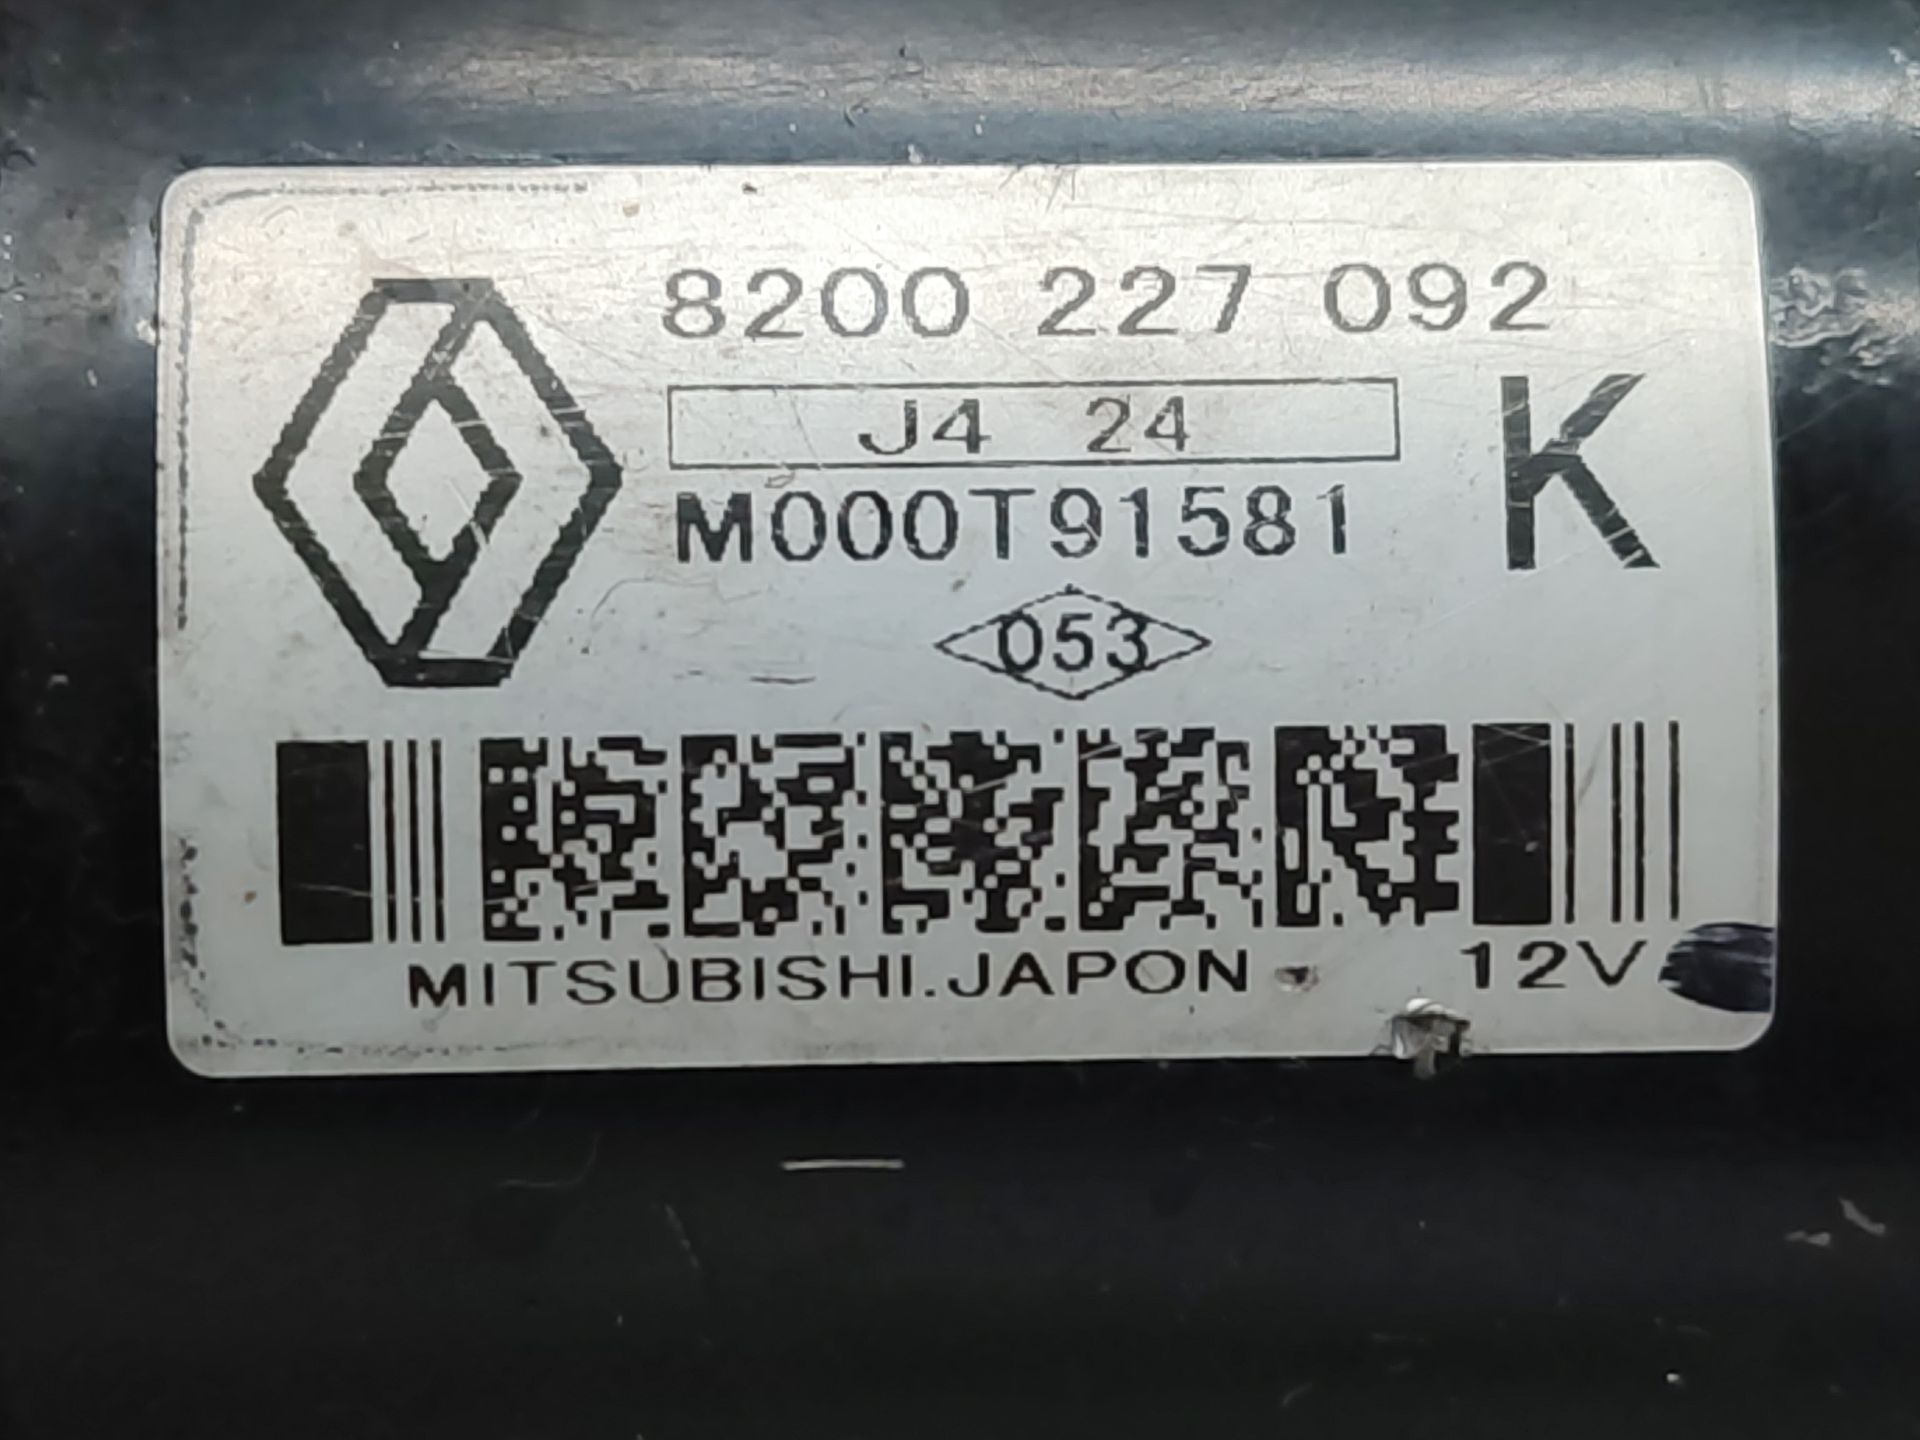 8200 227 092
J4 24
K
M000T91581
053
MITSUBISHI.JAPON 12V